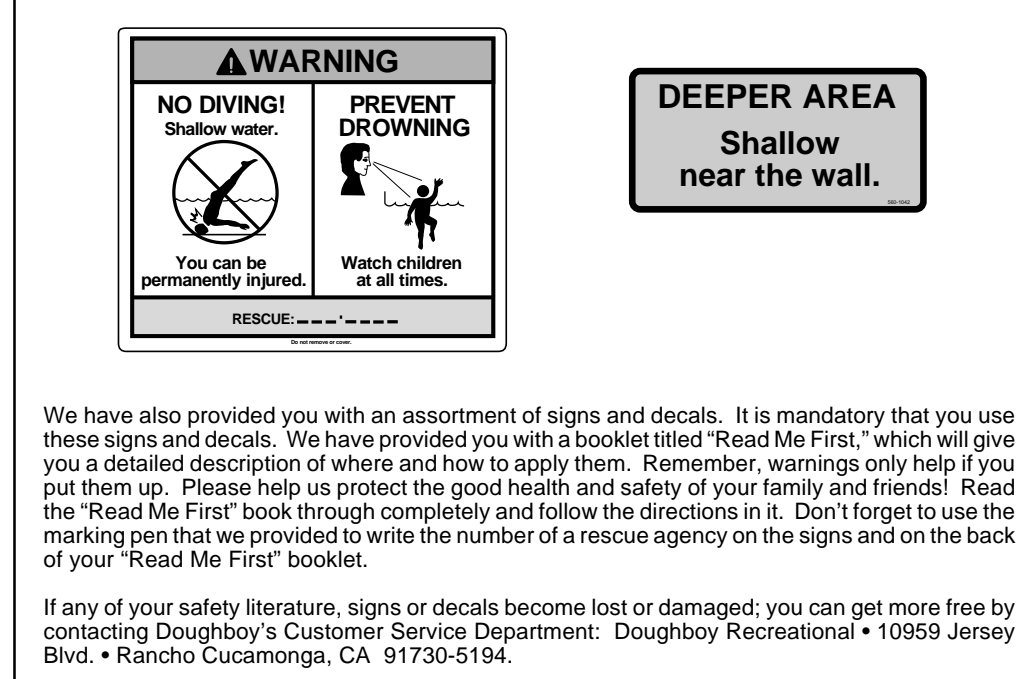 WARNING
NO DIVING!
Shallow water.
You can be
permanently injured.
PREVENT
DROWNING
Watch children
at all times.
RESCUE:_ _ _'_ _ _ _
Do not remove or cover.
DEEPER AREA
Shallow
near the wall.
560-1042
We have also provided you with an assortment of signs and decals.  It is mandatory that you use
these signs and decals.  We have provided you with a booklet titled “Read Me First,” which will give
you a detailed description of where and how to apply them.  Remember, warnings only help if you
put them up.  Please help us protect the good health and safety of your family and friends!  Read
the “Read Me First” book through completely and follow the directions in it.  Don’t forget to use the
marking pen that we provided to write the number of a rescue agency on the signs and on the back
of your “Read Me First” booklet.
If any of your safety literature, signs or decals become lost or damaged; you can get more free by
contacting Doughboy’s Customer Service Department:  Doughboy Recreational • 10959 Jersey
Blvd. • Rancho Cucamonga, CA  91730-5194.